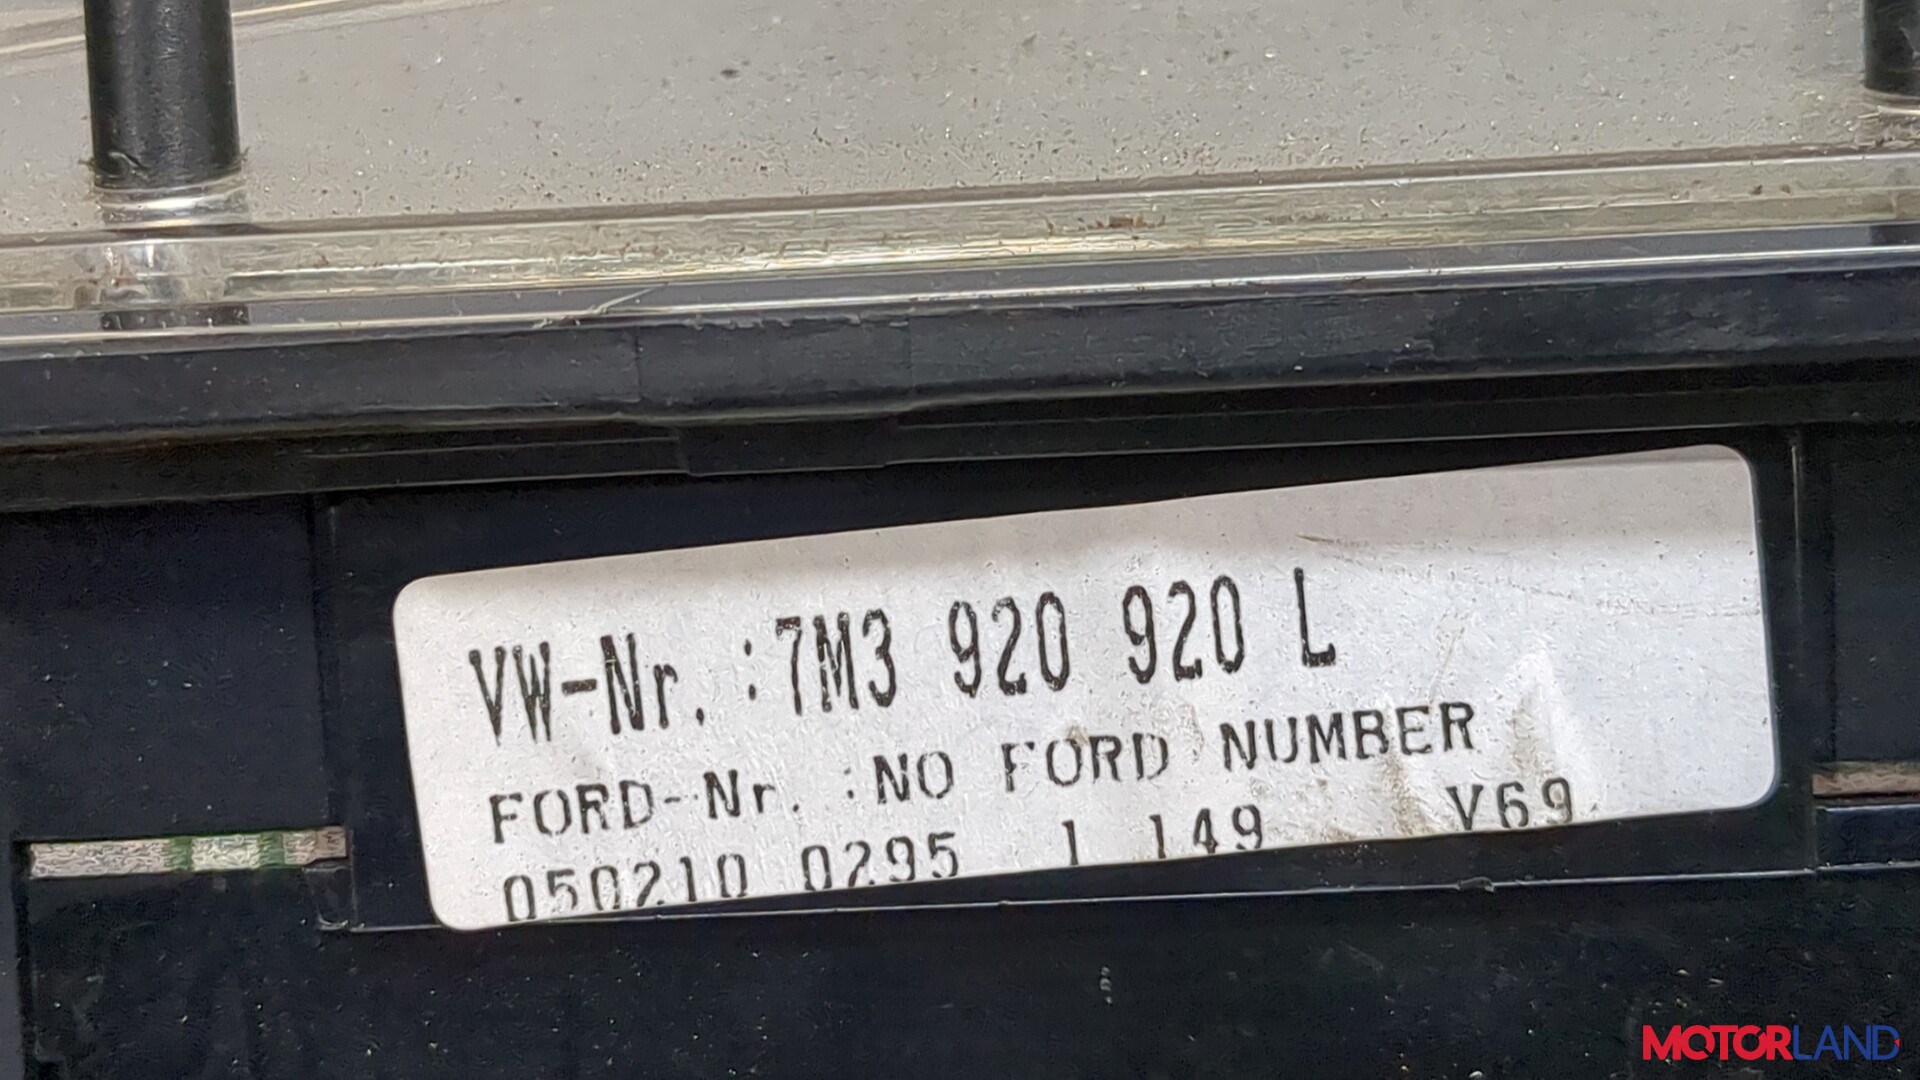 VW-Nr. :7M3 920 920 L
FORD-Nr. :NO FORD NUMBER
050210 0295 1 149 V69
MOTORLAND